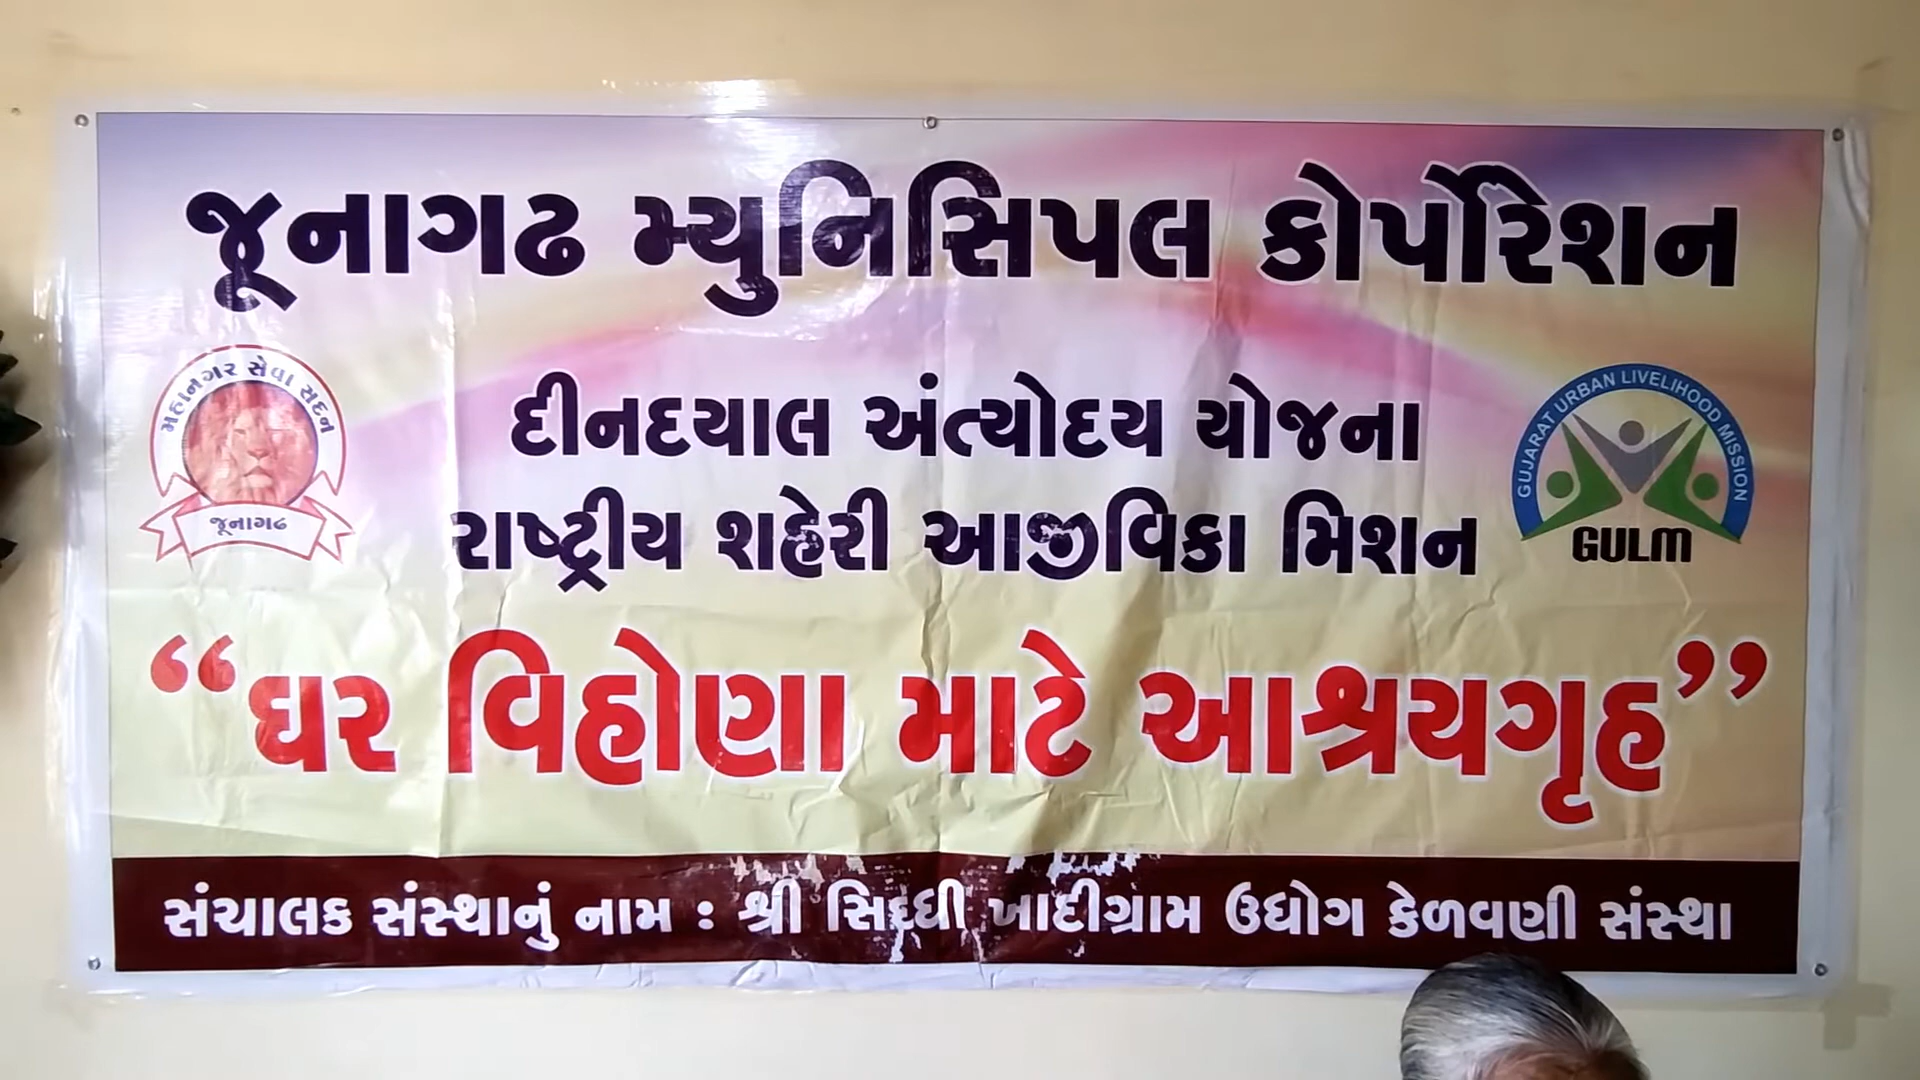 જૂનાગઢ મ્યુનિસિપલ કોર્પોરેશન
મહાનગર સેવા સદન
જૂનાગઢ
દીનદયાલ અંત્યોદય યોજના
રાષ્ટ્રીય શહેરી આજીવિકા મિશન
GUJARAT URBAN LIVELIHOOD MISSION
GULM
“ઘર વિહોણા માટે આશ્રયગૃહ”
સંચાલક સંસ્થાનું નામ : શ્રી સિદ્ધી ખાદીગ્રામ ઉદ્યોગ કેળવણી સંસ્થા